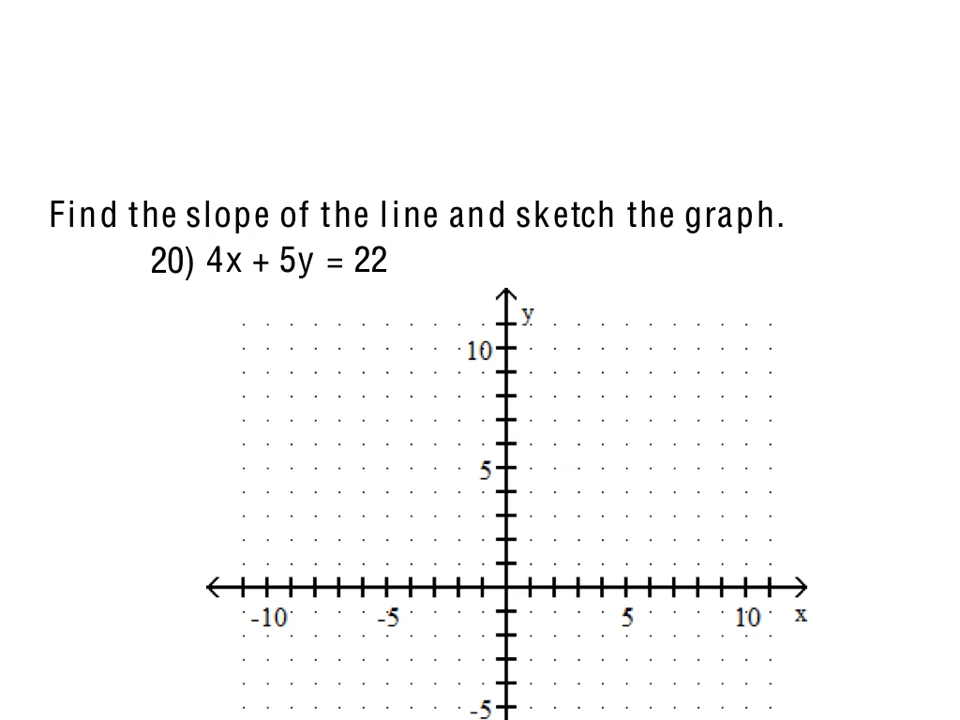 Find the slope of the line and sketch the graph.
20) 4x + 5y = 22
y
10
5
-10 -5 5 10 x
-5